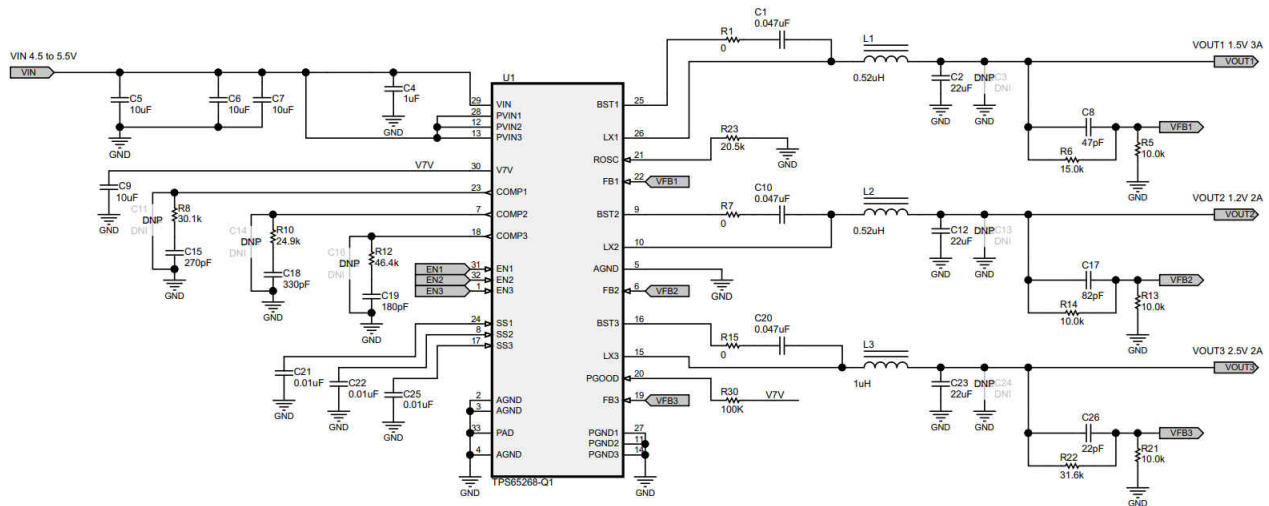 VIN 4.5 to 5.5V
VIN
C5
10uF
C6
10uF
C7
10uF
C4
1uF
GND
GND
V7V
C9
10uF
GND
C11
DNP
DNI
R8
30.1k
C15
270pF
GND
C14
DNP
DNI
R10
24.9k
C18
330pF
GND
C16
DNP
DNI
R12
46.4k
C19
180pF
GND
EN1
EN2
EN3
C21
0.01uF
GND
C22
0.01uF
GND
C25
0.01uF
GND
GND
U1
29 VIN
28 PVIN1
12 PVIN2
13 PVIN3
30 V7V
23 COMP1
7 COMP2
18 COMP3
31 EN1
32 EN2
1 EN3
24 SS1
8 SS2
17 SS3
2 AGND
3 AGND
33 PAD
4 AGND
BST1 25
LX1 26
ROSC 21
FB1 22
BST2 9
LX2 10
AGND 5
FB2 6
BST3 16
LX3 15
PGOOD 20
FB3 19
PGND1 27
PGND2 11
PGND3 14
TPS65268-Q1
GND
R1
0
C1
0.047uF
L1
0.52uH
C2
22uF
GND
DNP
C3
DNI
GND
VOUT1 1.5V 3A
VOUT1
C8
47pF
R6
15.0k
R5
10.0k
VFB1
GND
R23
20.5k
GND
VFB1
R7
0
C10
0.047uF
L2
0.52uH
C12
22uF
GND
DNP
C13
DNI
GND
VOUT2 1.2V 2A
VOUT2
C17
82pF
R14
10.0k
R13
10.0k
VFB2
GND
GND
VFB2
R15
0
C20
0.047uF
L3
1uH
C23
22uF
GND
DNP
C24
DNI
GND
VOUT3 2.5V 2A
VOUT3
C26
22pF
R22
31.6k
R21
10.0k
VFB3
GND
R30
100K
V7V
VFB3